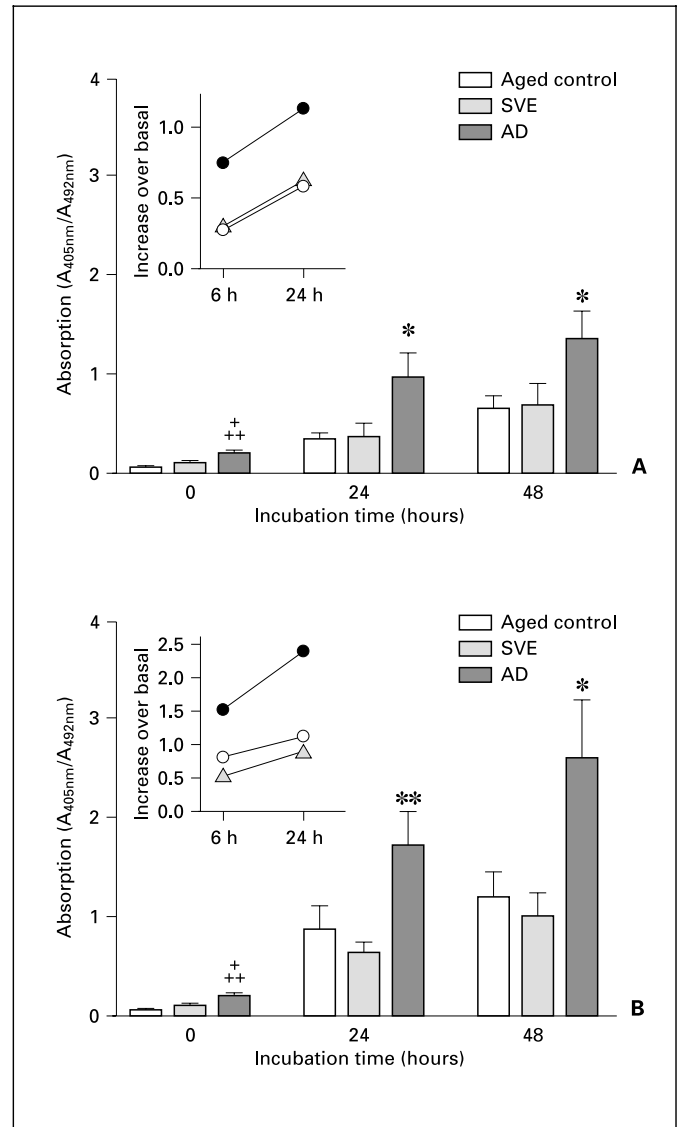 4
3
2
1
0
Absorption (A405nm/A492nm)
1.0
0.5
0.0
Increase over basal
6 h 24 h
Aged control
SVE
AD
+
++
*
*
0 24 48
Incubation time (hours)
A
4
3
2
1
0
Absorption (A405nm/A492nm)
2.5
2.0
1.5
1.0
0.5
0.0
Increase over basal
6 h 24 h
Aged control
SVE
AD
+
++
**
*
0 24 48
Incubation time (hours)
B